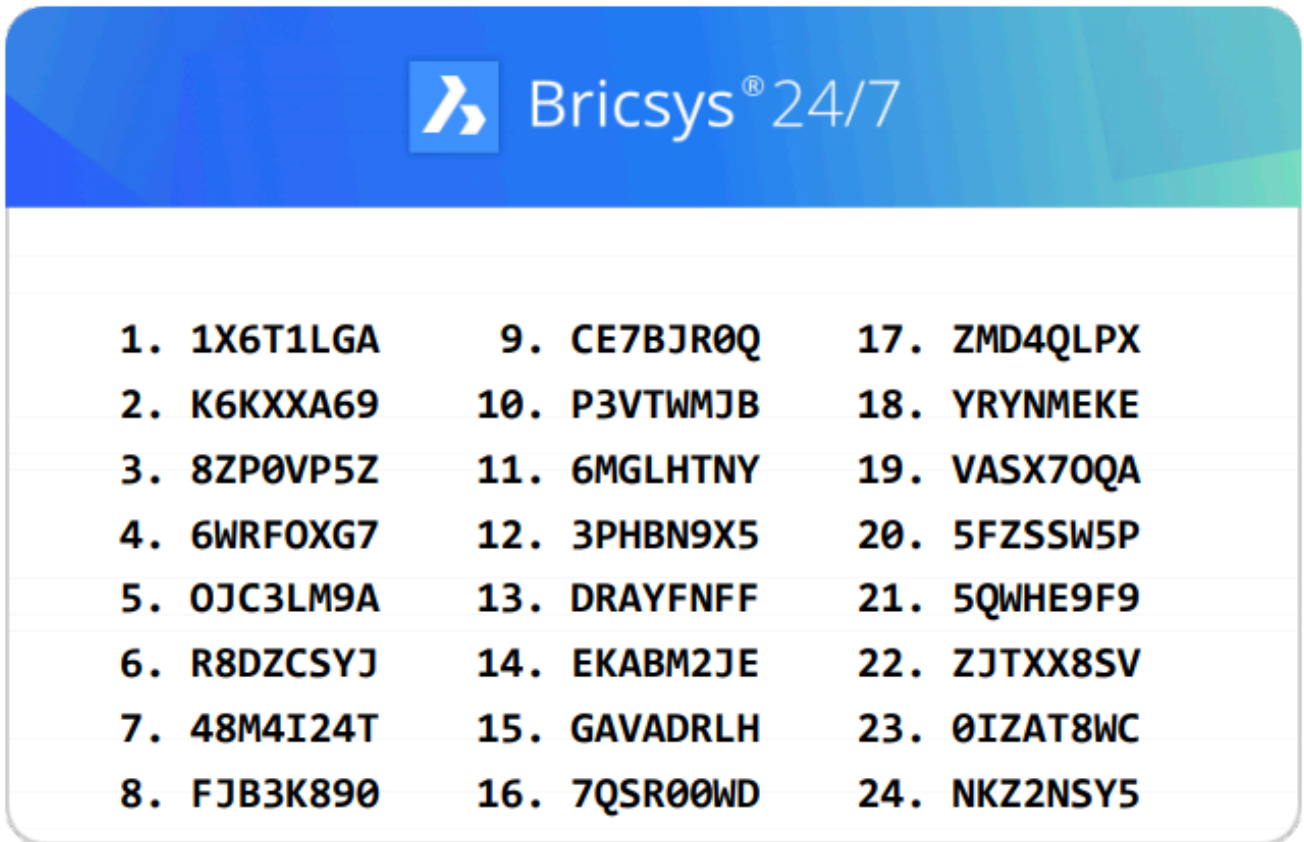 Bricsys® 24/7
1. 1X6T1LGA 9. CE7BJR0Q 17. ZMD4QLPX
2. K6KXXA69 10. P3VTWMJB 18. YRYNMEKE
3. 8ZP0VP5Z 11. 6MGLHTNY 19. VASX7OQA
4. 6WRFOXG7 12. 3PHBN9X5 20. 5FZSSW5P
5. OJC3LM9A 13. DRAYFNFF 21. 5QWHE9F9
6. R8DZCSYJ 14. EKABM2JE 22. ZJTXX8SV
7. 48M4I24T 15. GAVADRLH 23. 0IZAT8WC
8. FJB3K890 16. 7QSR00WD 24. NKZ2NSY5